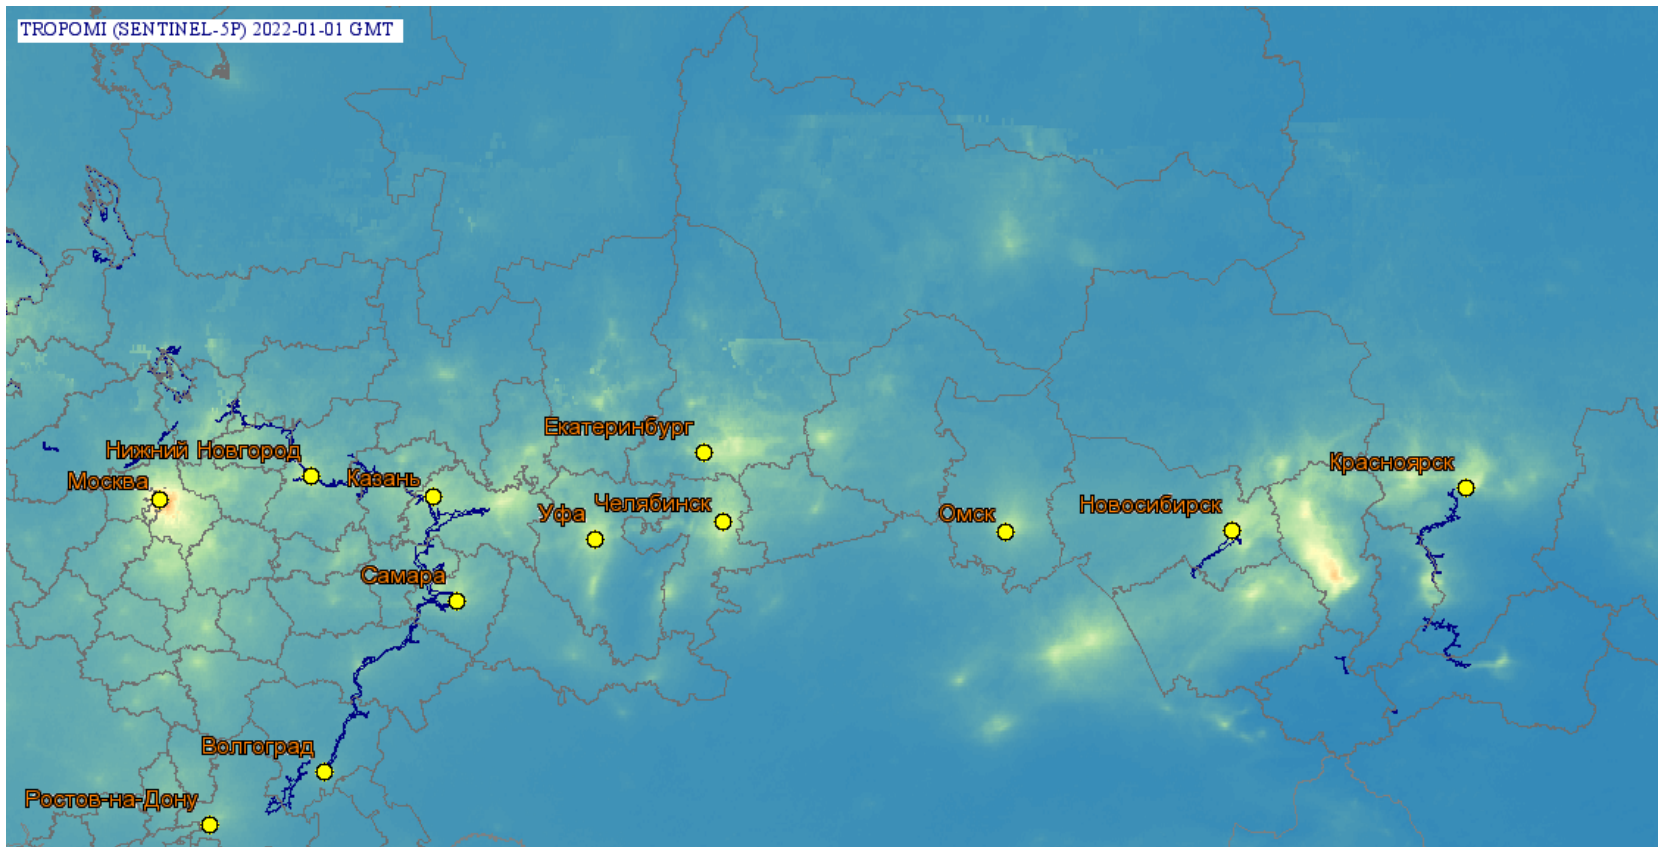 TROPOMI (SENTINEL-5P) 2022-01-01 GMT
Екатеринбург
Нижний Новгород
Красноярск
Москва
Казань
Челябинск
Новосибирск
Уфа
Омск
Самара
Волгоград
Ростов-на-Дону